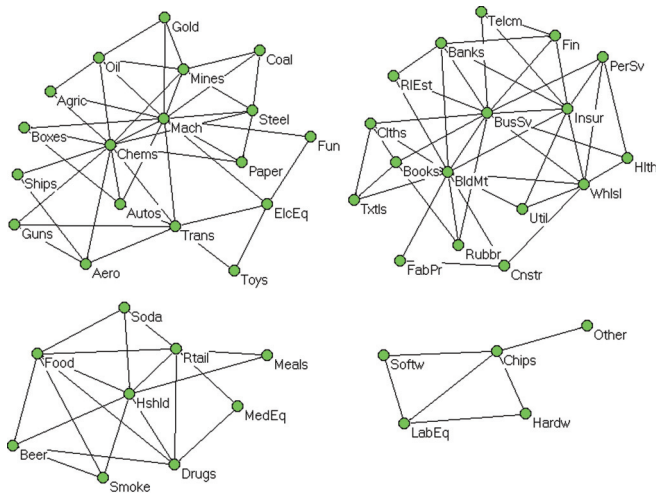 Gold
Oil
Mines
Coal
Agric
Boxes
Mach
Steel
Fun
Chems
Paper
Ships
Autos
ElcEq
Guns
Trans
Aero
Toys
Telcm
Banks
Fin
PerSv
RlEst
Clths
BusSv
Insur
Books
BldMt
Hlth
Whlsl
Txtls
Util
Rubbr
FabPr
Cnstr
Soda
Food
Rtail
Meals
Hshld
MedEq
Beer
Drugs
Smoke
Other
Softw
Chips
LabEq
Hardw